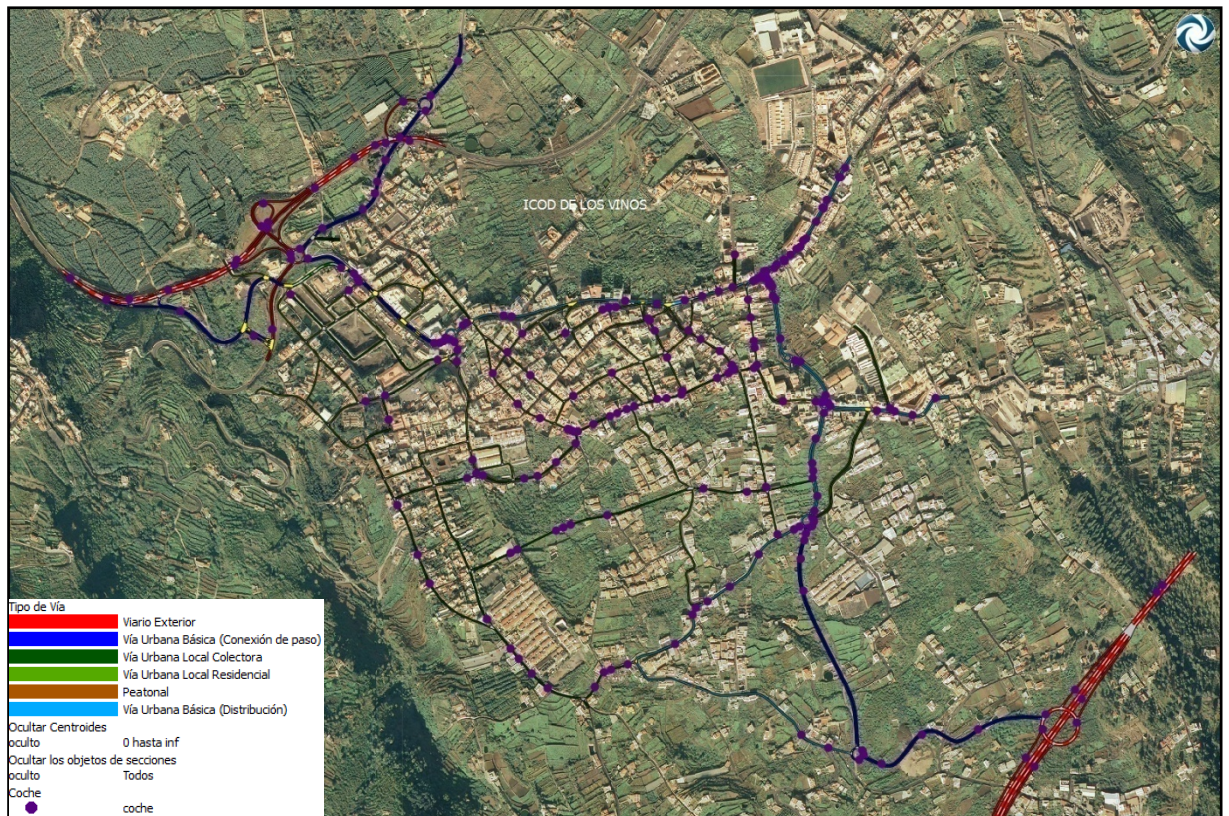 ICOD DE LOS VINOS
Tipo de Vía
Viario Exterior
Vía Urbana Básica (Conexión de paso)
Vía Urbana Local Colectora
Vía Urbana Local Residencial
Peatonal
Vía Urbana Básica (Distribución)
Ocultar Centroides
oculto 0 hasta inf
Ocultar los objetos de secciones
oculto Todos
Coche
coche